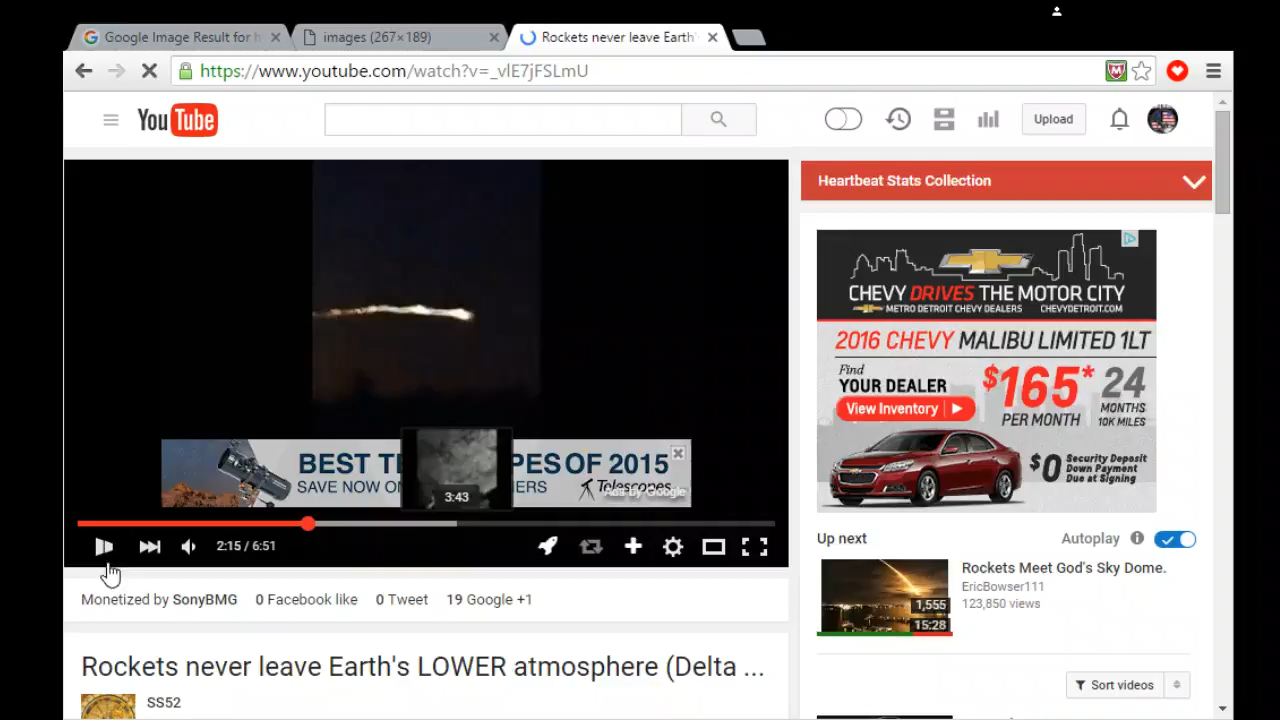 Google Image Result for h
images (267×189)
Rockets never leave Earth'
https://www.youtube.com/watch?v=_vlE7jFSLmU
YouTube
Upload
Heartbeat Stats Collection
CHEVY DRIVES THE MOTOR CITY
METRO DETROIT CHEVY DEALERS CHEVYDETROIT.COM
2016 CHEVY MALIBU LIMITED 1LT
Find
YOUR DEALER
View Inventory
$165*
PER MONTH
24
MONTHS
10K MILES
$0 Security Deposit
Down Payment
Due at Signing
BEST T PES OF 2015
SAVE NOW O NERS
Telescopes
Ads by Google
3:43
2:15 / 6:51
Monetized by SonyBMG 0 Facebook like 0 Tweet 19 Google +1
Rockets never leave Earth's LOWER atmosphere (Delta ...
SS52
Up next
Autoplay
Rockets Meet God's Sky Dome.
EricBowser111
123,850 views
1,555
15:28
Sort videos